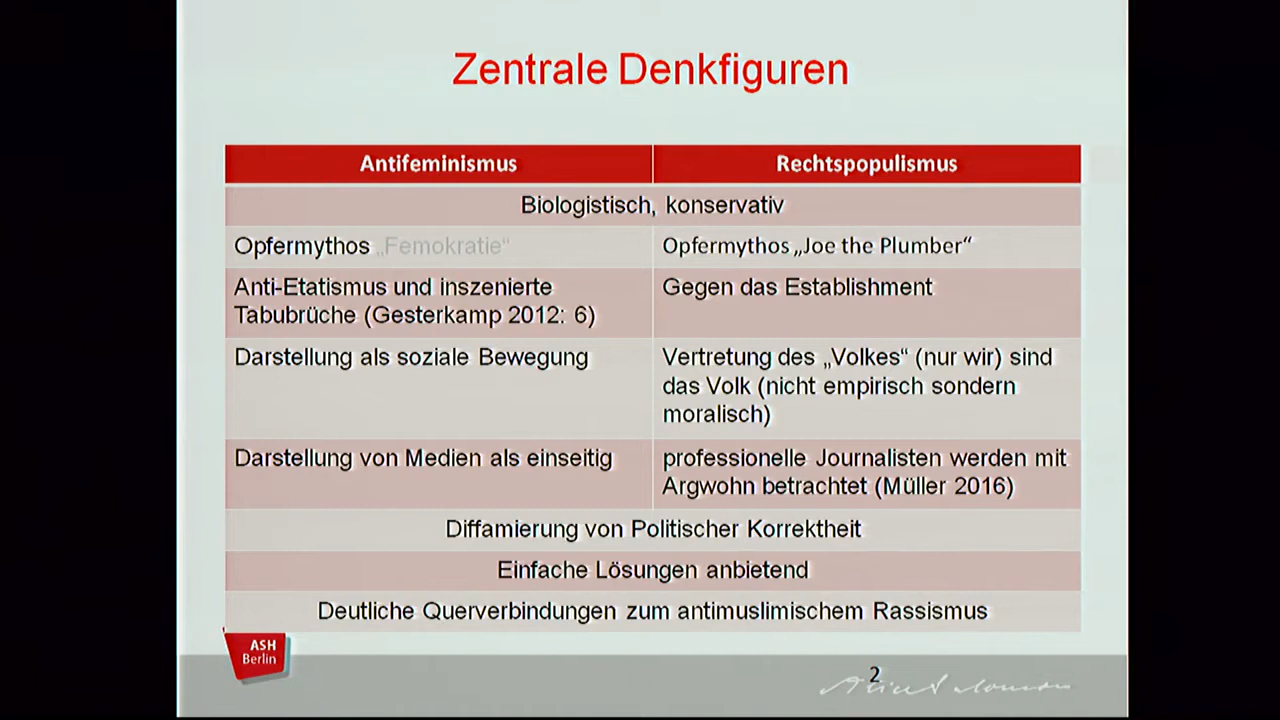 Zentrale Denkfiguren
Antifeminismus Rechtspopulismus
Biologistisch, konservativ
Opfermythos „Femokratie“ Opfermythos „Joe the Plumber“
Anti-Etatismus und inszenierte
Tabubrüche (Gesterkamp 2012: 6)
Gegen das Establishment
Darstellung als soziale Bewegung
Vertretung des „Volkes“ (nur wir) sind
das Volk (nicht empirisch sondern
moralisch)
Darstellung von Medien als einseitig
professionelle Journalisten werden mit
Argwohn betrachtet (Müller 2016)
Diffamierung von Politischer Korrektheit
Einfache Lösungen anbietend
Deutliche Querverbindungen zum antimuslimischem Rassismus
ASH
Berlin
2